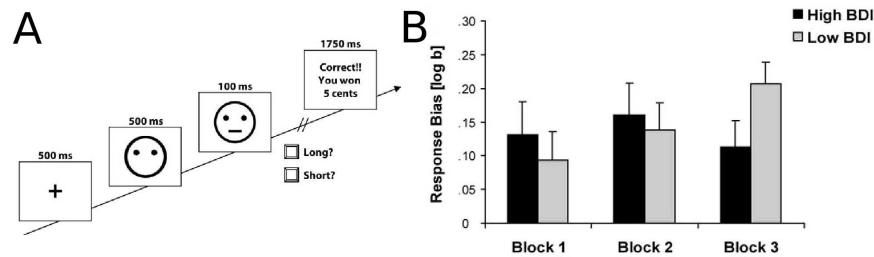 A
500 ms
+
500 ms
100 ms
1750 ms
Correct!!
You won
5 cents
Long?
Short?
B
High BDI
Low BDI
Response Bias [log b]
.30
.25
.20
.15
.10
.05
0
Block 1
Block 2
Block 3